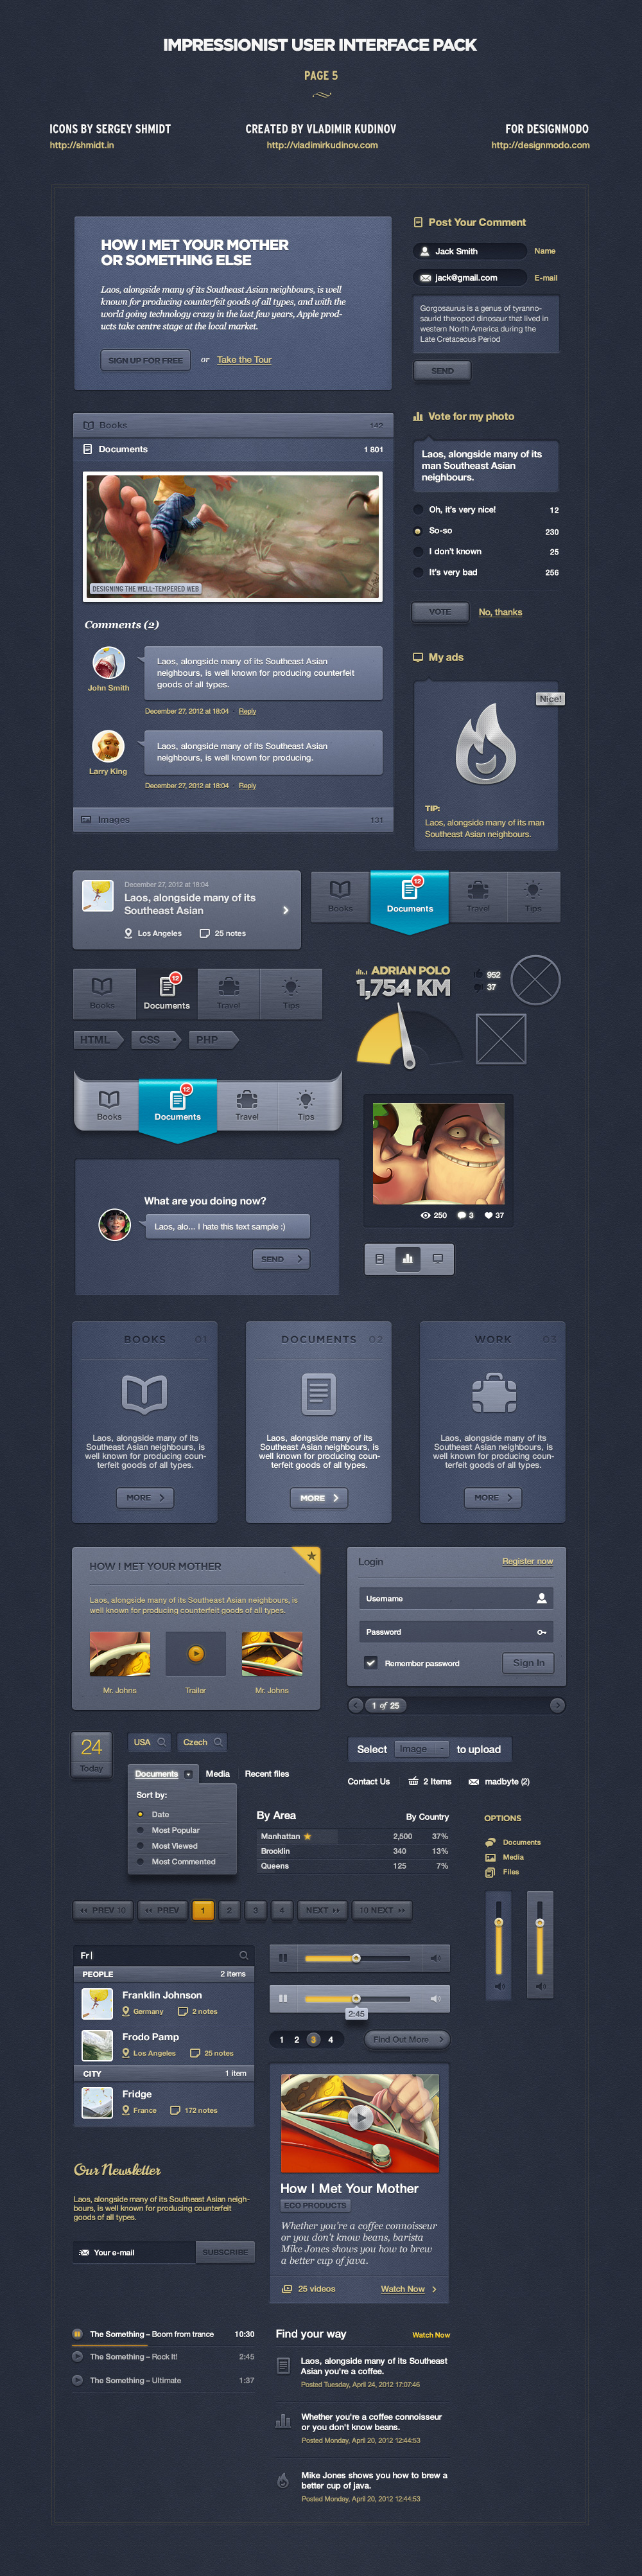 IMPRESSIONIST USER INTERFACE PACK
PAGE 5
ICONS BY SERGEY SHMIDT
http://shmidt.in
CREATED BY VLADIMIR KUDINOV
http://vladimirkudinov.com
FOR DESIGNMODO
http://designmodo.com
HOW I MET YOUR MOTHER
OR SOMETHING ELSE
Laos, alongside many of its Southeast Asian neighbours, is well
known for producing counterfeit goods of all types, and with the
world going technology crazy in the last few years, Apple prod-
ucts take centre stage at the local market.
SIGN UP FOR FREE or Take the Tour
Post Your Comment
Jack Smith Name
jack@gmail.com E-mail
Gorgosaurus is a genus of tyranno-
saurid theropod dinosaur that lived in
western North America during the
Late Cretaceous Period
SEND
Books 142
Documents 1 801
DESIGNING THE WELL-TEMPERED WEB
Comments (2)
Laos, alongside many of its Southeast Asian
neighbours, is well known for producing counterfeit
goods of all types.
John Smith
December 27, 2012 at 18:04 Reply
Laos, alongside many of its Southeast Asian
neighbours, is well known for producing.
Larry King
December 27, 2012 at 18:04 Reply
Images 131
Vote for my photo
Laos, alongside many of its
man Southeast Asian
neighbours.
Oh, it's very nice! 12
So-so 230
I don't known 25
It's very bad 256
VOTE No, thanks
My ads
Nice!
TIP:
Laos, alongside many of its man
Southeast Asian neighbours.
December 27, 2012 at 18:04
Laos, alongside many of its
Southeast Asian
Los Angeles 25 notes
12
Books Documents Travel Tips
12
Books Documents Travel Tips
HTML CSS PHP
ADRIAN POLO
1,754 KM
952
37
12
Books Documents Travel Tips
What are you doing now?
Laos, alo... I hate this text sample :)
SEND
250 3 37
BOOKS 01
Laos, alongside many of its
Southeast Asian neighbours, is
well known for producing coun-
terfeit goods of all types.
MORE
DOCUMENTS 02
Laos, alongside many of its
Southeast Asian neighbours, is
well known for producing coun-
terfeit goods of all types.
MORE
WORK 03
Laos, alongside many of its
Southeast Asian neighbours, is
well known for producing coun-
terfeit goods of all types.
MORE
HOW I MET YOUR MOTHER
Laos, alongside many of its Southeast Asian neighbours, is
well known for producing counterfeit goods of all types.
Mr. Johns Trailer Mr. Johns
Login Register now
Username
Password
Remember password Sign In
1 of 25
24
Today
USA Czech
Documents Media Recent files
Sort by:
Date
Most Popular
Most Viewed
Most Commented
Select Image to upload
Contact Us 2 Items madbyte (2)
By Area By Country
Manhattan 2,500 37%
Brooklin 340 13%
Queens 125 7%
OPTIONS
Documents
Media
Files
PREV 10 PREV 1 2 3 4 NEXT 10 NEXT
Fr
PEOPLE 2 items
Franklin Johnson
Germany 2 notes
Frodo Pamp
Los Angeles 25 notes
CITY 1 item
Fridge
France 172 notes
2:45
1 2 3 4
Find Out More
How I Met Your Mother
ECO PRODUCTS
Whether you're a coffee connoisseur
or you don't know beans, barista
Mike Jones shows you how to brew
a better cup of java.
25 videos Watch Now
Our Newsletter
Laos, alongside many of its Southeast Asian neigh-
bours, is well known for producing counterfeit
goods of all types.
Your e-mail SUBSCRIBE
The Something – Boom from trance 10:30
The Something – Rock It! 2:45
The Something – Ultimate 1:37
Find your way Watch Now
Laos, alongside many of its Southeast
Asian you're a coffee.
Posted Tuesday, April 24, 2012 17:07:46
Whether you're a coffee connoisseur
or you don't know beans.
Posted Monday, April 20, 2012 12:44:53
Mike Jones shows you how to brew a
better cup of java.
Posted Monday, April 20, 2012 12:44:53